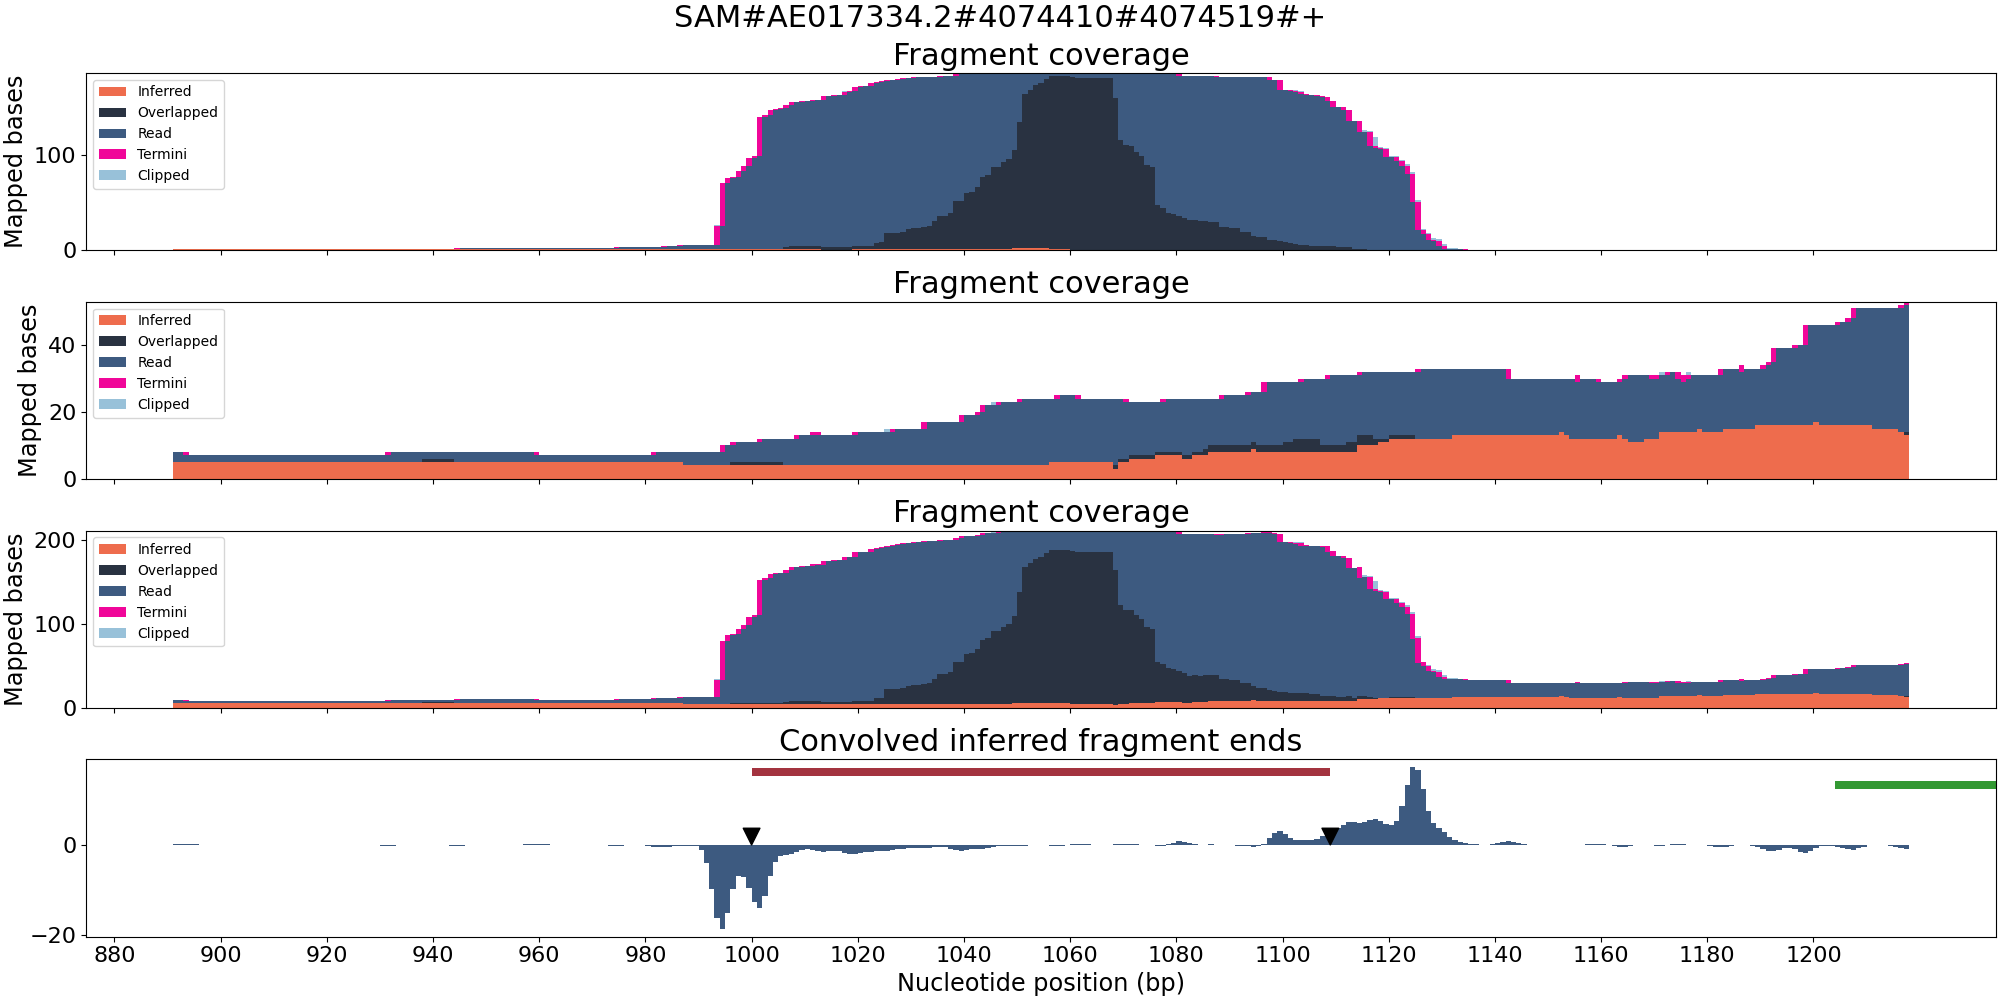 SAM#AE017334.2#4074410#4074519#+
Fragment coverage
Mapped bases
100
0
Inferred
Overlapped
Read
Termini
Clipped
Fragment coverage
Mapped bases
40
20
0
Inferred
Overlapped
Read
Termini
Clipped
Fragment coverage
Mapped bases
200
100
0
Inferred
Overlapped
Read
Termini
Clipped
Convolved inferred fragment ends
0
−20
880 900 920 940 960 980 1000 1020 1040 1060 1080 1100 1120 1140 1160 1180 1200
Nucleotide position (bp)